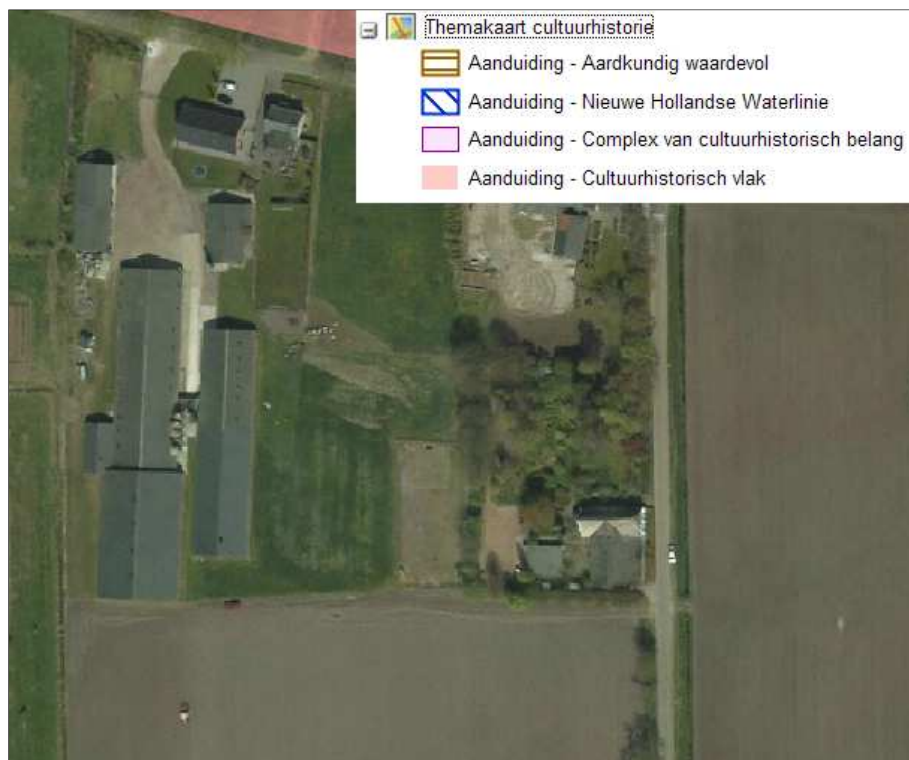 Themakaart cultuurhistorie
Aanduiding - Aardkundig waardevol
Aanduiding - Nieuwe Hollandse Waterlinie
Aanduiding - Complex van cultuurhistorisch belang
Aanduiding - Cultuurhistorisch vlak